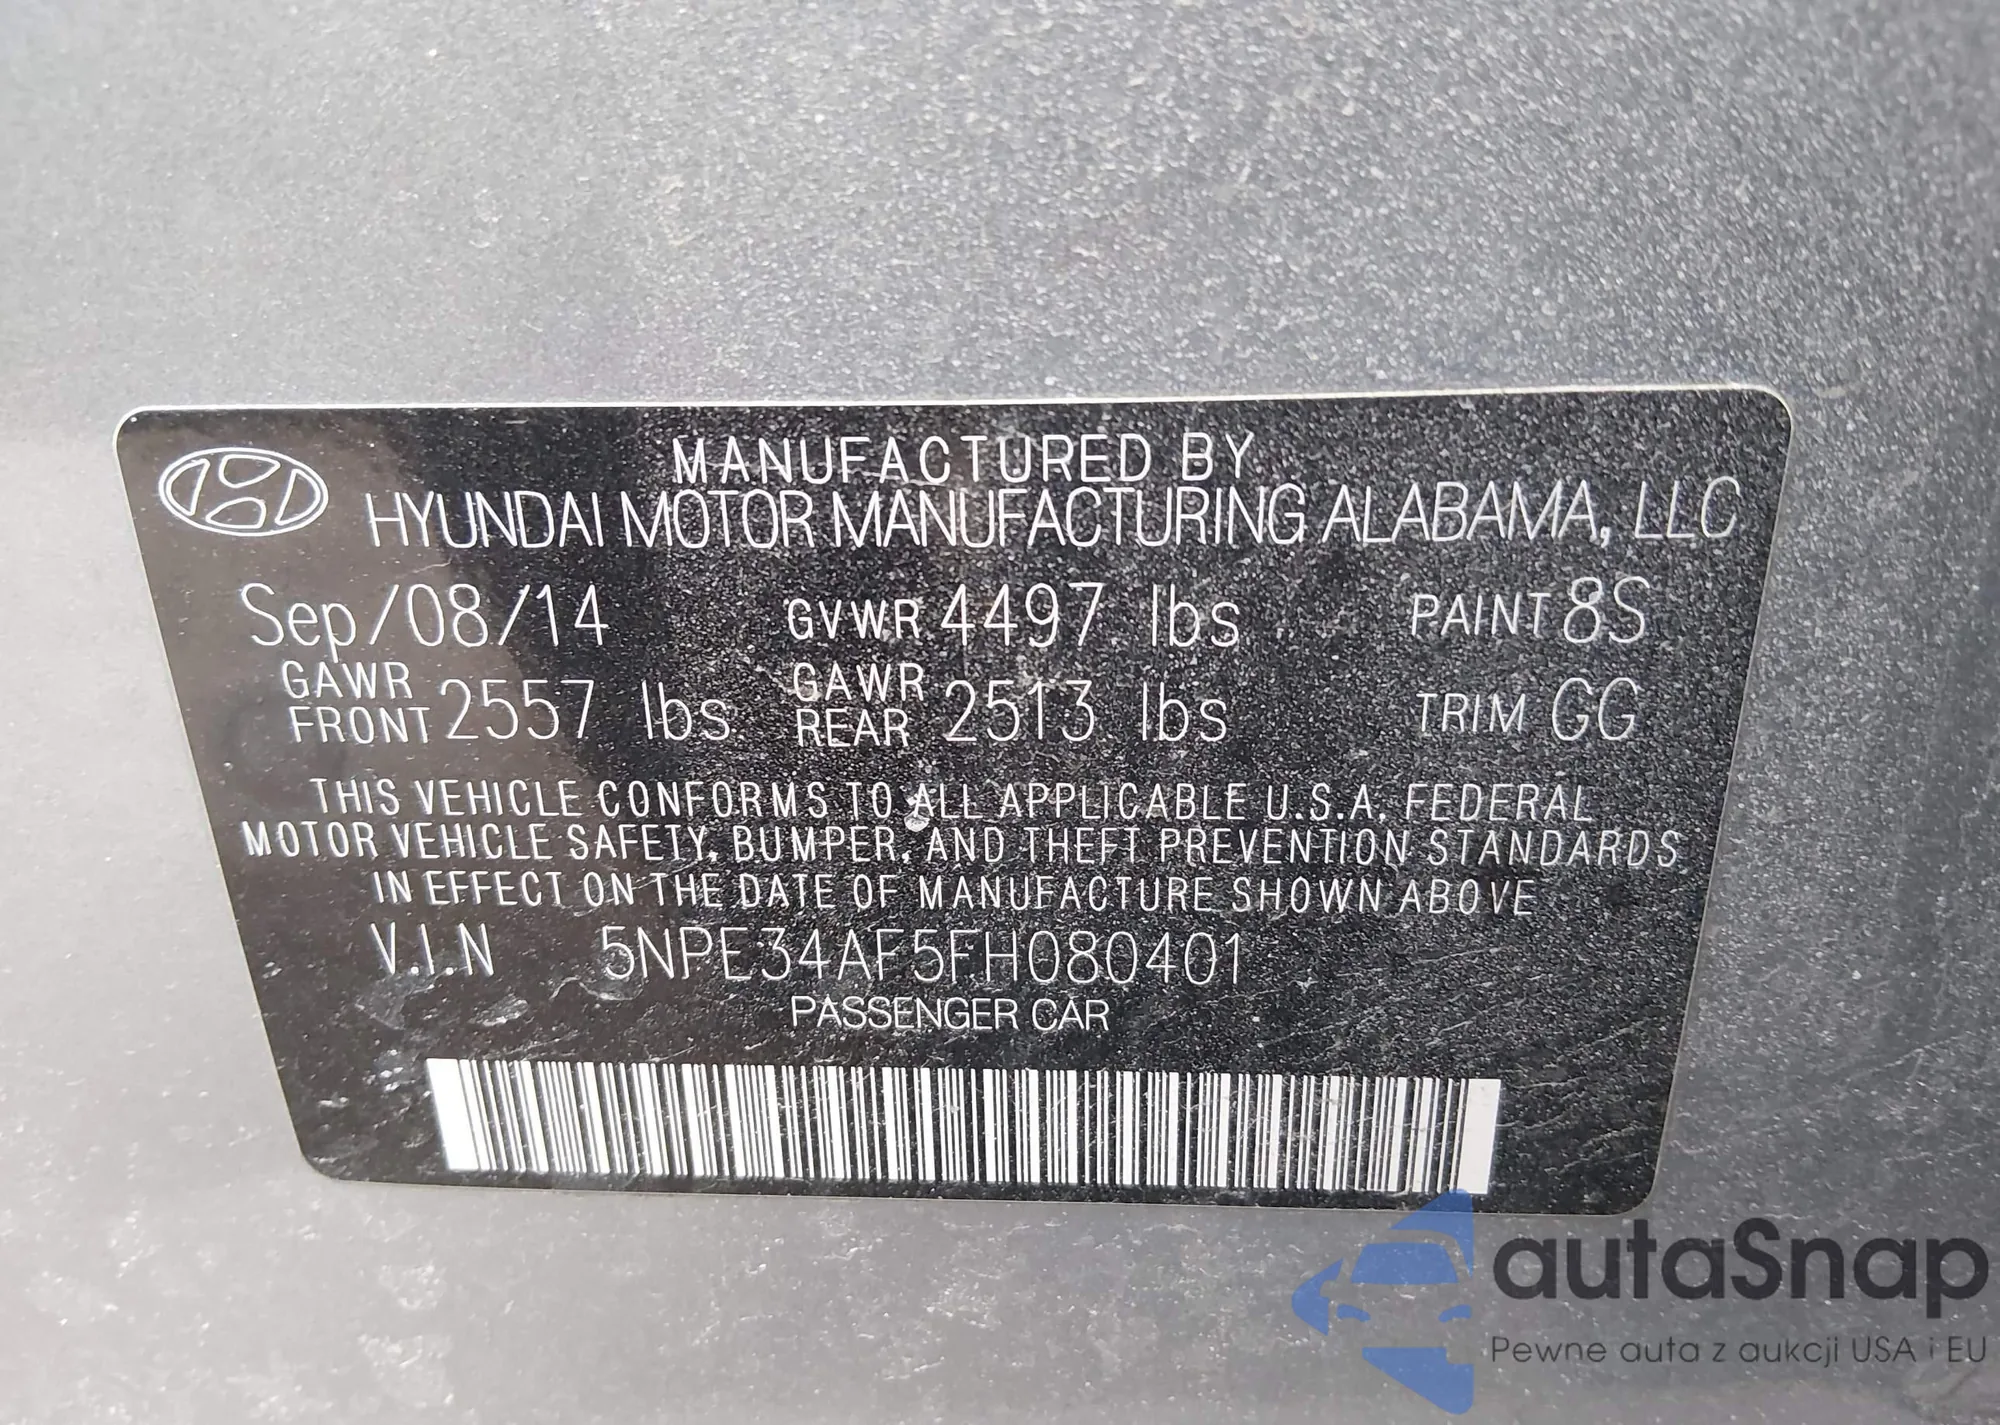 MANUFACTURED BY
HYUNDAI MOTOR MANUFACTURING ALABAMA, LLC
Sep/08/14 GVWR 4497 lbs PAINT 8S
GAWR FRONT 2557 lbs GAWR REAR 2513 lbs TRIM GG
THIS VEHICLE CONFORMS TO ALL APPLICABLE U.S.A. FEDERAL
MOTOR VEHICLE SAFETY, BUMPER, AND THEFT PREVENTION STANDARDS
IN EFFECT ON THE DATE OF MANUFACTURE SHOWN ABOVE
V.I.N 5NPE34AF5FH080401
PASSENGER CAR
autaSnap
Pewne auta z aukcji USA i EU